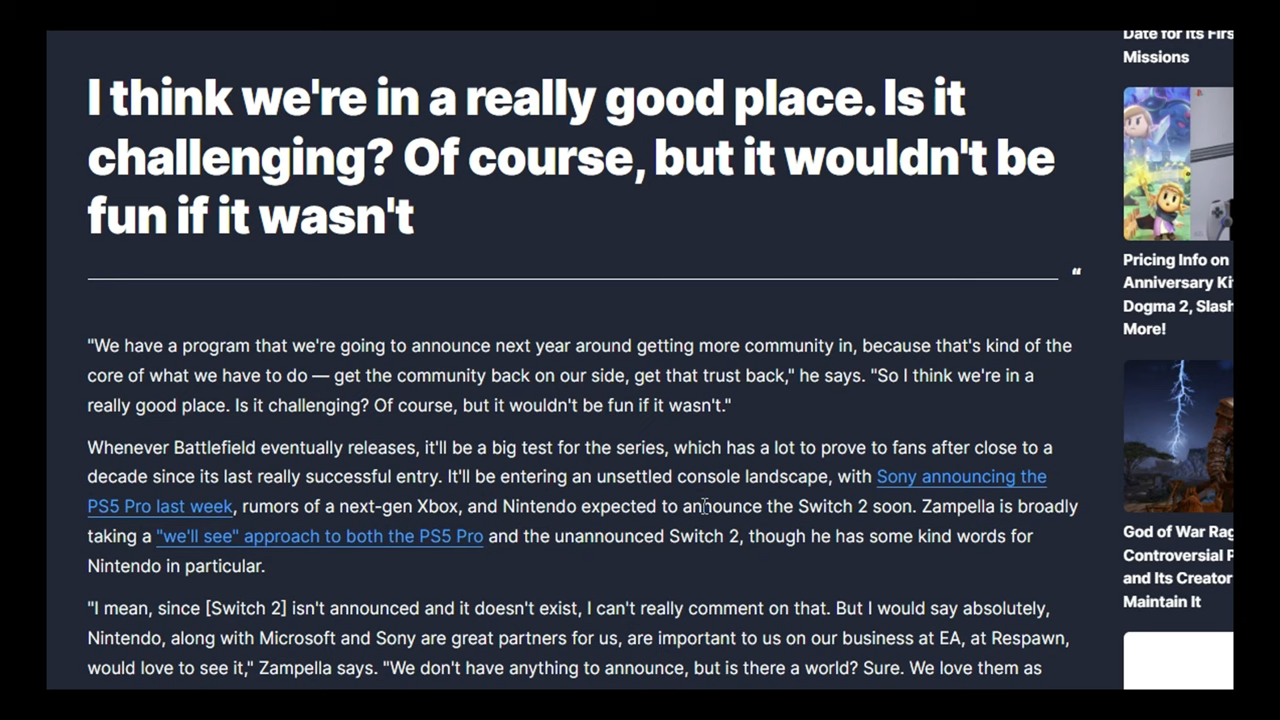 I think we're in a really good place. Is it
challenging? Of course, but it wouldn't be
fun if it wasn't
“
"We have a program that we're going to announce next year around getting more community in, because that's kind of the
core of what we have to do — get the community back on our side, get that trust back," he says. "So I think we're in a
really good place. Is it challenging? Of course, but it wouldn't be fun if it wasn't."
Whenever Battlefield eventually releases, it'll be a big test for the series, which has a lot to prove to fans after close to a
decade since its last really successful entry. It'll be entering an unsettled console landscape, with Sony announcing the
PS5 Pro last week, rumors of a next-gen Xbox, and Nintendo expected to announce the Switch 2 soon. Zampella is broadly
taking a "we'll see" approach to both the PS5 Pro and the unannounced Switch 2, though he has some kind words for
Nintendo in particular.
"I mean, since [Switch 2] isn't announced and it doesn't exist, I can't really comment on that. But I would say absolutely,
Nintendo, along with Microsoft and Sony are great partners for us, are important to us on our business at EA, at Respawn,
would love to see it," Zampella says. "We don't have anything to announce, but is there a world? Sure. We love them as
Date for Its Firs
Missions
Pricing Info on
Anniversary Ki
Dogma 2, Slash
More!
God of War Rag
Controversial P
and Its Creator
Maintain It